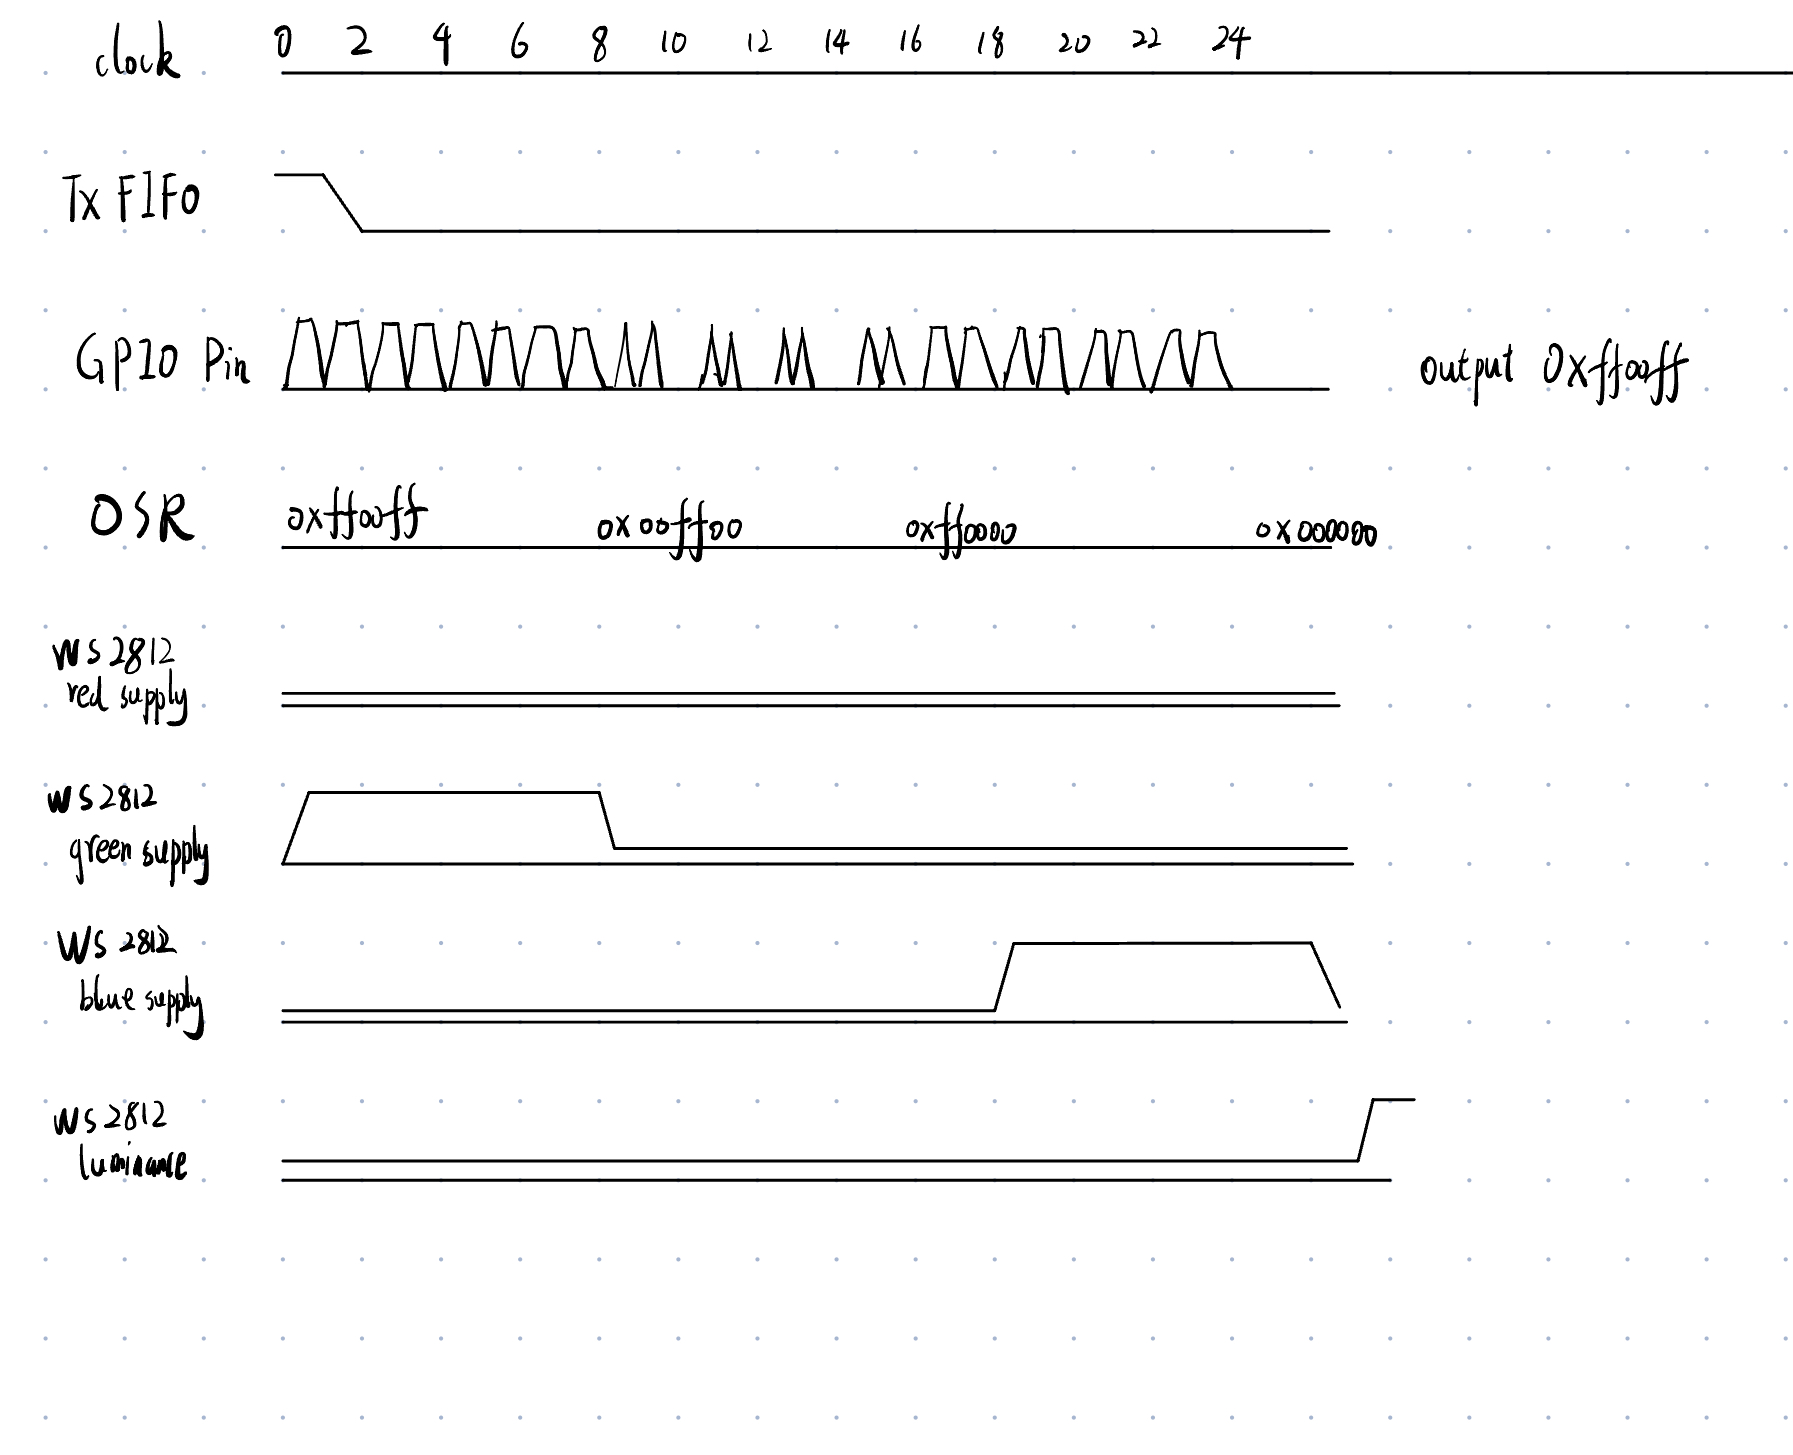 clock 0 2 4 6 8 10 12 14 16 18 20 22 24
Tx FIFO
GPIO Pin output 0xff00ff
OSR 0xff00ff 0x00ff00 0xff0000 0x000000
WS2812
red supply
WS2812
green supply
WS2812
blue supply
WS2812
luminance